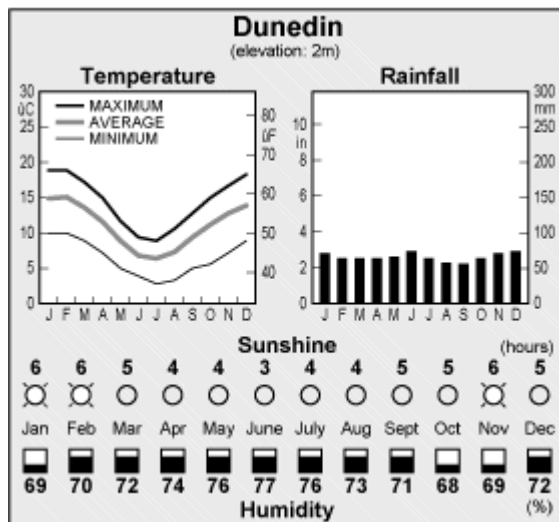 Dunedin
(elevation: 2m)
Temperature
30
ûC
25
20
15
10
5
0
MAXIMUM
AVERAGE
MINIMUM
80
ûF
70
60
50
40
J F M A M J J A S O N D
Rainfall
10
in
8
6
4
2
0
300
mm
250
200
150
100
50
0
J F M A M J J A S O N D
Sunshine (hours)
6 6 5 4 4 3 4 4 5 5 6 5
Jan Feb Mar Apr May June July Aug Sept Oct Nov Dec
69 70 72 74 76 77 76 73 71 68 69 72
Humidity (%)